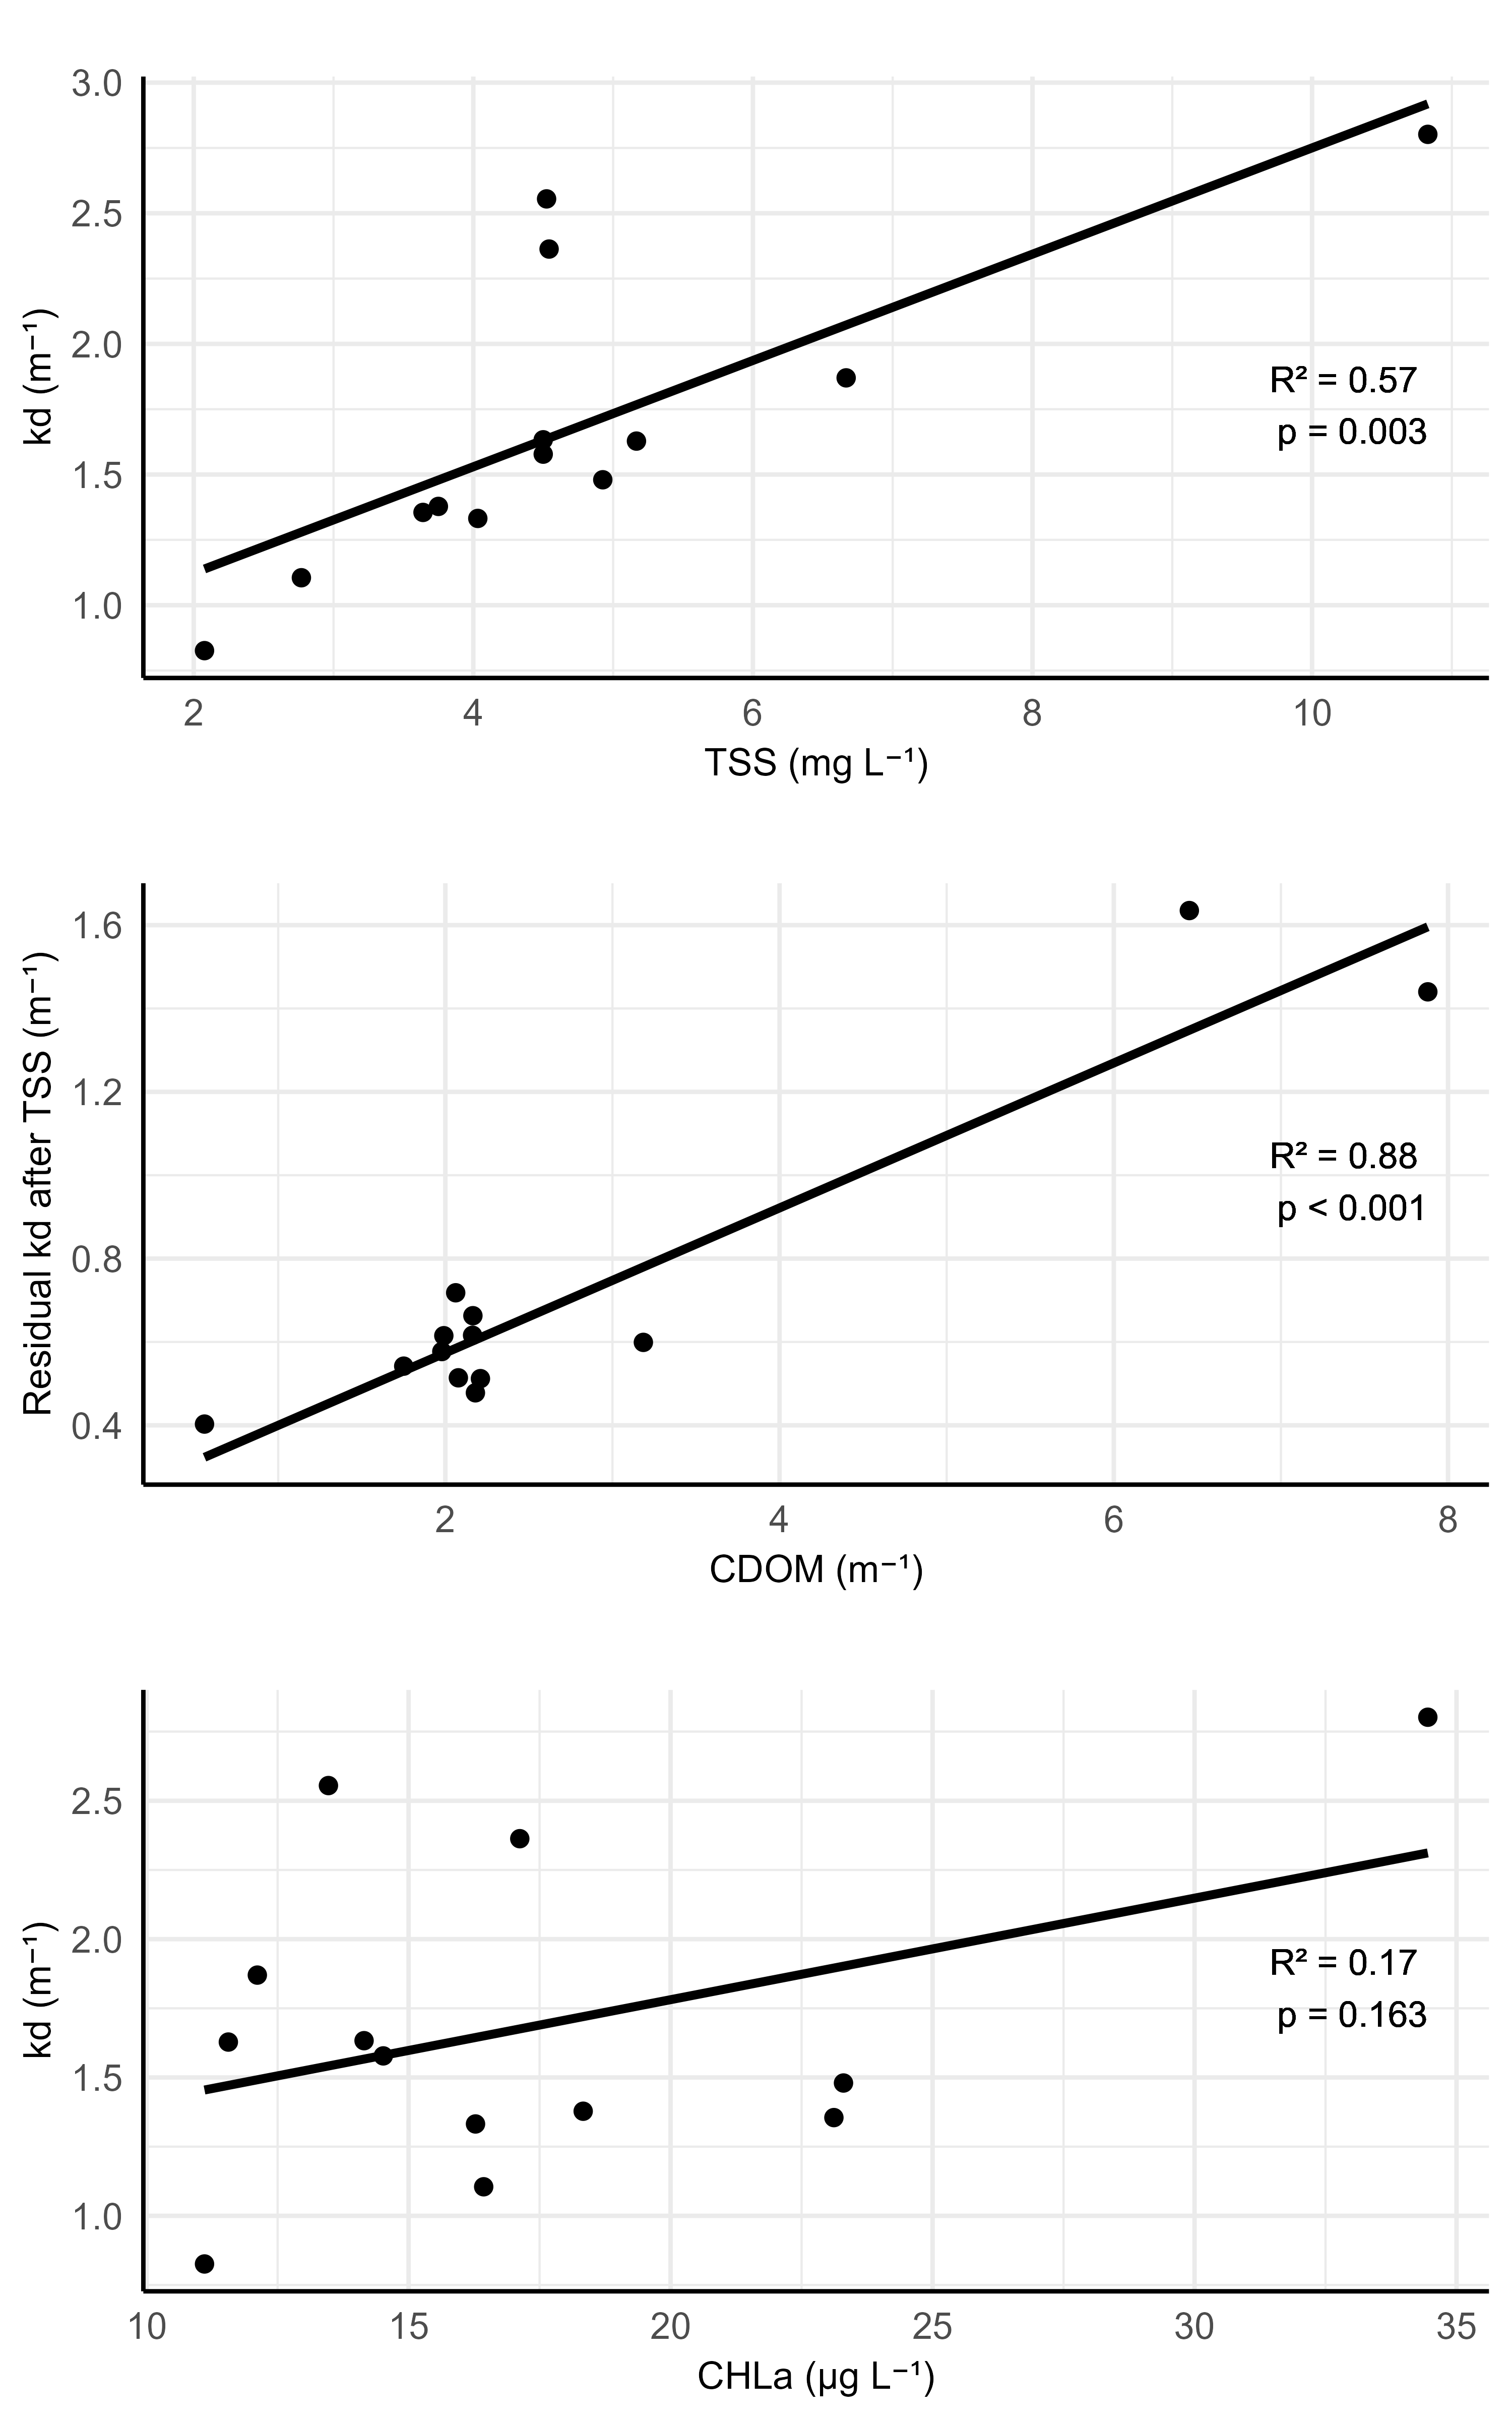 3.0
2.5
2.0
1.5
1.0
kd (m⁻¹)
R² = 0.57
p = 0.003
2 4 6 8 10
TSS (mg L⁻¹)
1.6
1.2
0.8
0.4
Residual kd after TSS (m⁻¹)
R² = 0.88
p < 0.001
2 4 6 8
CDOM (m⁻¹)
2.5
2.0
1.5
1.0
kd (m⁻¹)
R² = 0.17
p = 0.163
10 15 20 25 30 35
CHLa (µg L⁻¹)